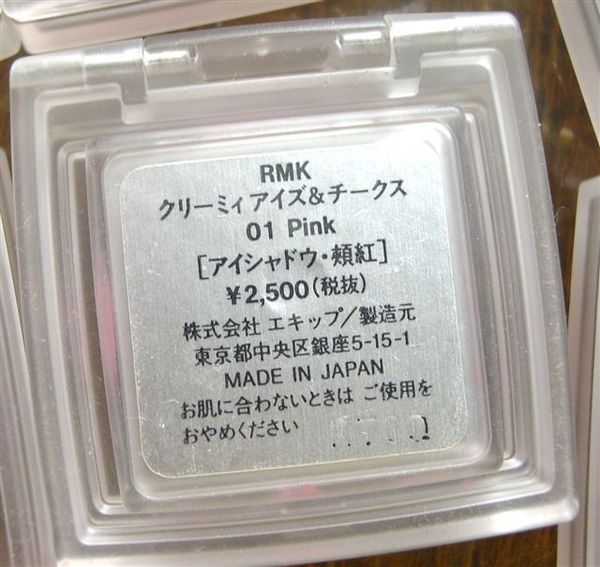 RMK
クリーミィ アイズ&チークス
01 Pink
[アイシャドウ・頬紅]
¥2,500(税抜)
株式会社 エキップ/製造元
東京都中央区銀座5-15-1
MADE IN JAPAN
お肌に合わないときは ご使用を
おやめください